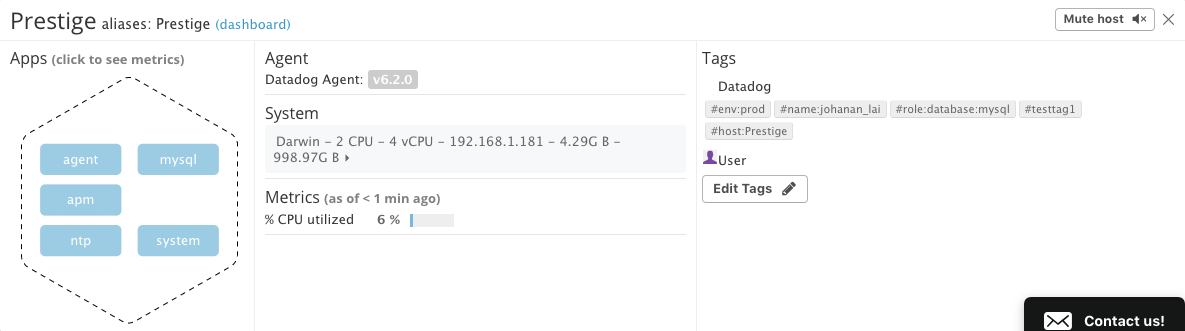 Prestige aliases: Prestige (dashboard)
Mute host
Apps (click to see metrics)
agent
mysql
apm
ntp
system
Agent
Datadog Agent: v6.2.0
System
Darwin - 2 CPU - 4 vCPU - 192.168.1.181 - 4.29G B -
998.97G B
Metrics (as of < 1 min ago)
% CPU utilized 6 %
Tags
Datadog
#env:prod #name:johanan_lai #role:database:mysql #testtag1
#host:Prestige
User
Edit Tags
Contact us!